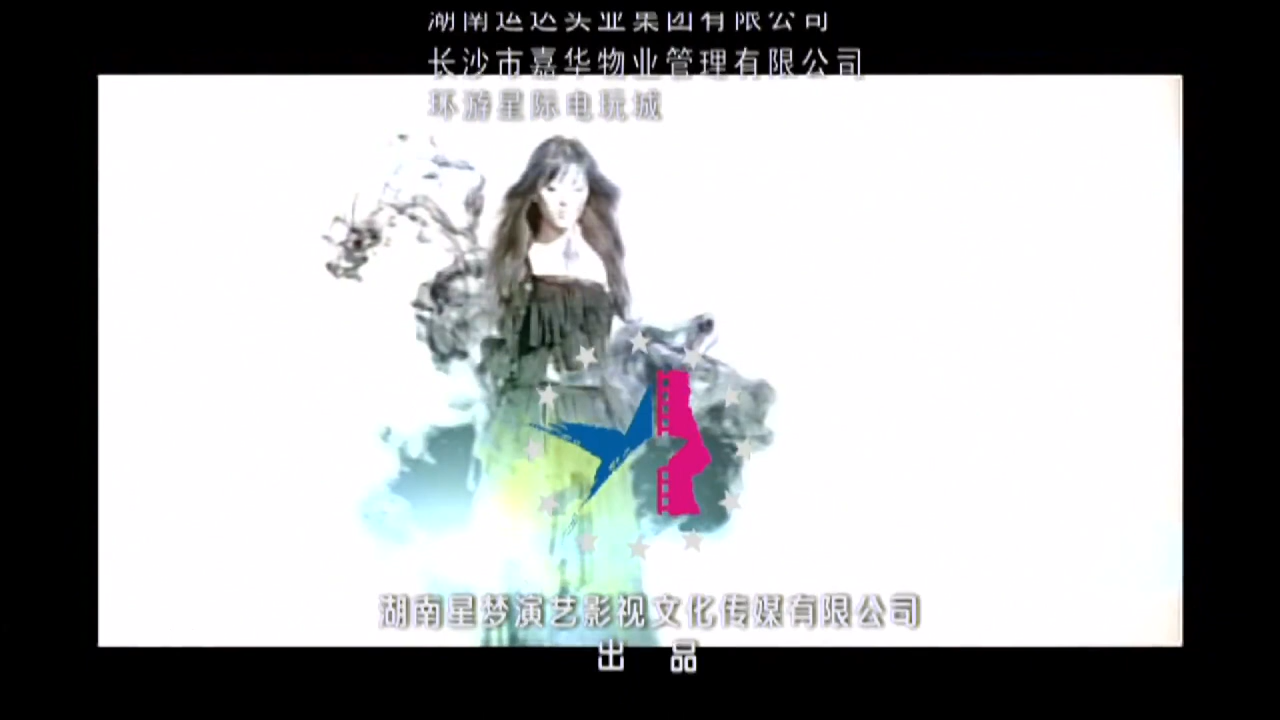 湖南运达实业集团有限公司
长沙市嘉华物业管理有限公司
环游星际电玩城
湖南星梦演艺影视文化传媒有限公司
出 品